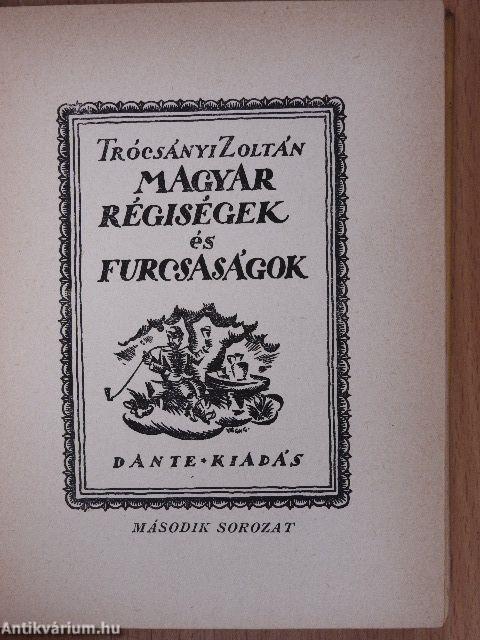 TRÓCSÁNYI ZOLTÁN
MAGYAR
RÉGISÉGEK
és
FURCSASÁGOK
DANTE * KIADÁS
MÁSODIK SOROZAT
Antikvárium.hu